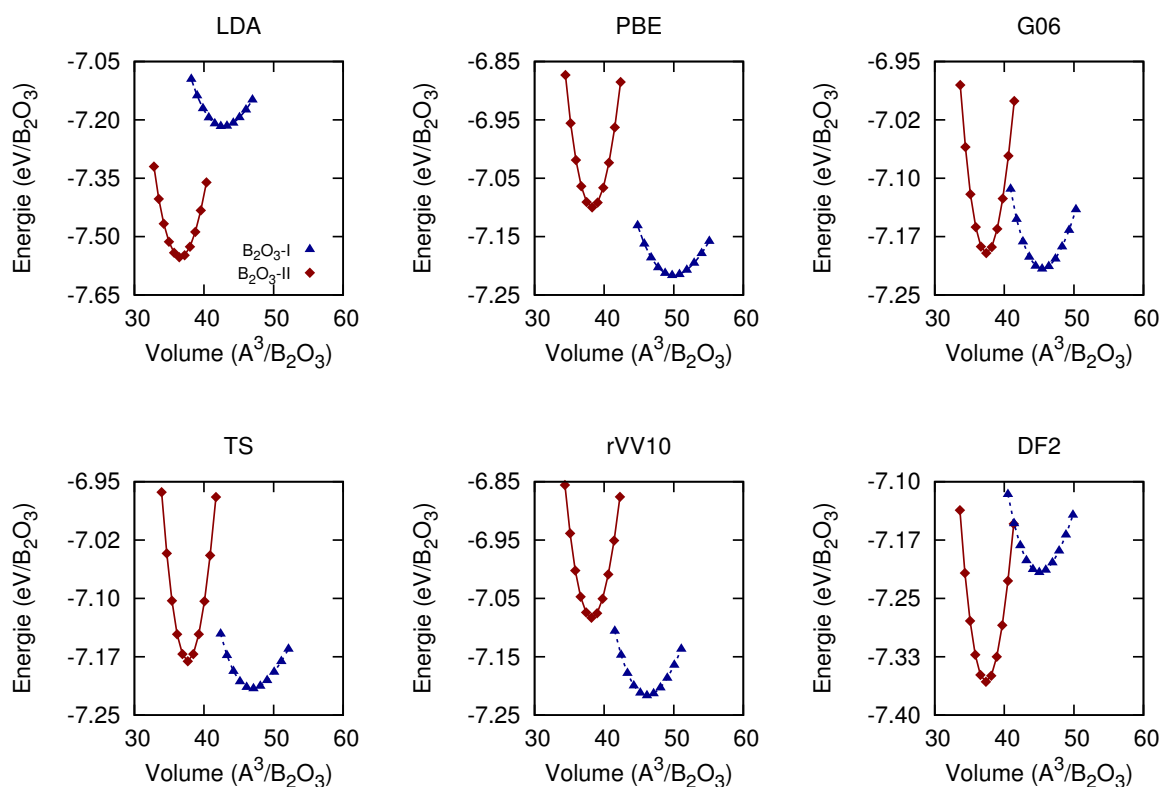 LDA
-7.05
-7.20
-7.35
-7.50
-7.65
30 40 50 60
Energie (eV/B₂O₃)
Volume (A³/B₂O₃)
B₂O₃-I
B₂O₃-II
PBE
-6.85
-6.95
-7.05
-7.15
-7.25
30 40 50 60
Energie (eV/B₂O₃)
Volume (A³/B₂O₃)
G06
-6.95
-7.02
-7.10
-7.17
-7.25
30 40 50 60
Energie (eV/B₂O₃)
Volume (A³/B₂O₃)
TS
-6.95
-7.02
-7.10
-7.17
-7.25
30 40 50 60
Energie (eV/B₂O₃)
Volume (A³/B₂O₃)
rVV10
-6.85
-6.95
-7.05
-7.15
-7.25
30 40 50 60
Energie (eV/B₂O₃)
Volume (A³/B₂O₃)
DF2
-7.10
-7.17
-7.25
-7.33
-7.40
30 40 50 60
Energie (eV/B₂O₃)
Volume (A³/B₂O₃)